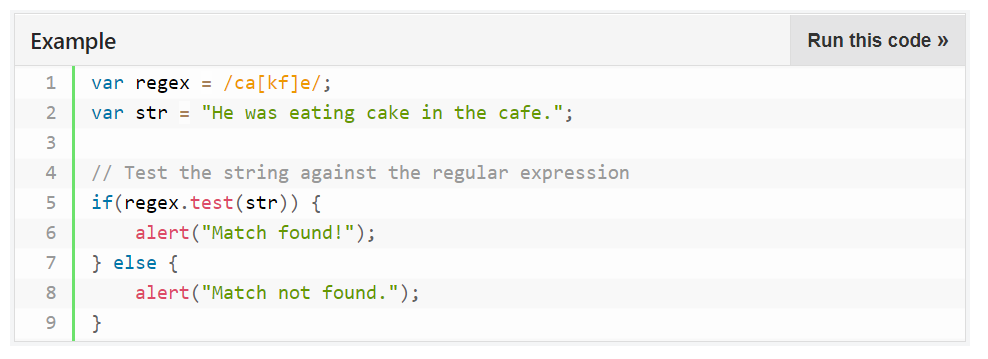 Example
Run this code »
1 var regex = /ca[kf]e/;
2 var str = "He was eating cake in the cafe.";
3
4 // Test the string against the regular expression
5 if(regex.test(str)) {
6     alert("Match found!");
7 } else {
8     alert("Match not found.");
9 }